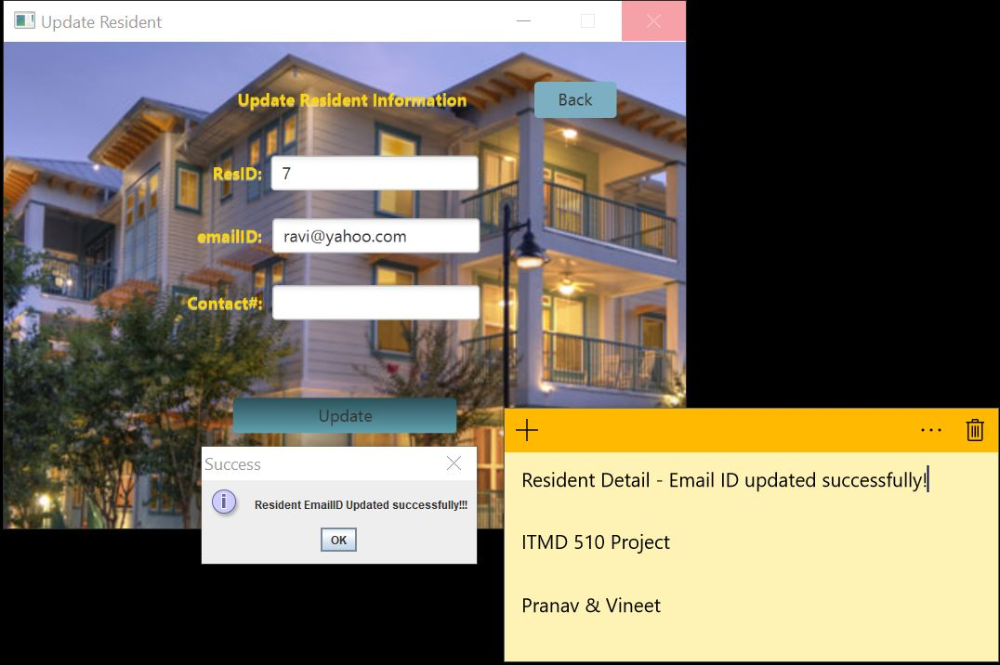 Update Resident
Update Resident Information
Back
ResID:
7
emailID:
ravi@yahoo.com
Contact#:
Update
Success
Resident EmailID Updated successfully!!!
OK
Resident Detail - Email ID updated successfully!
ITMD 510 Project
Pranav & Vineet